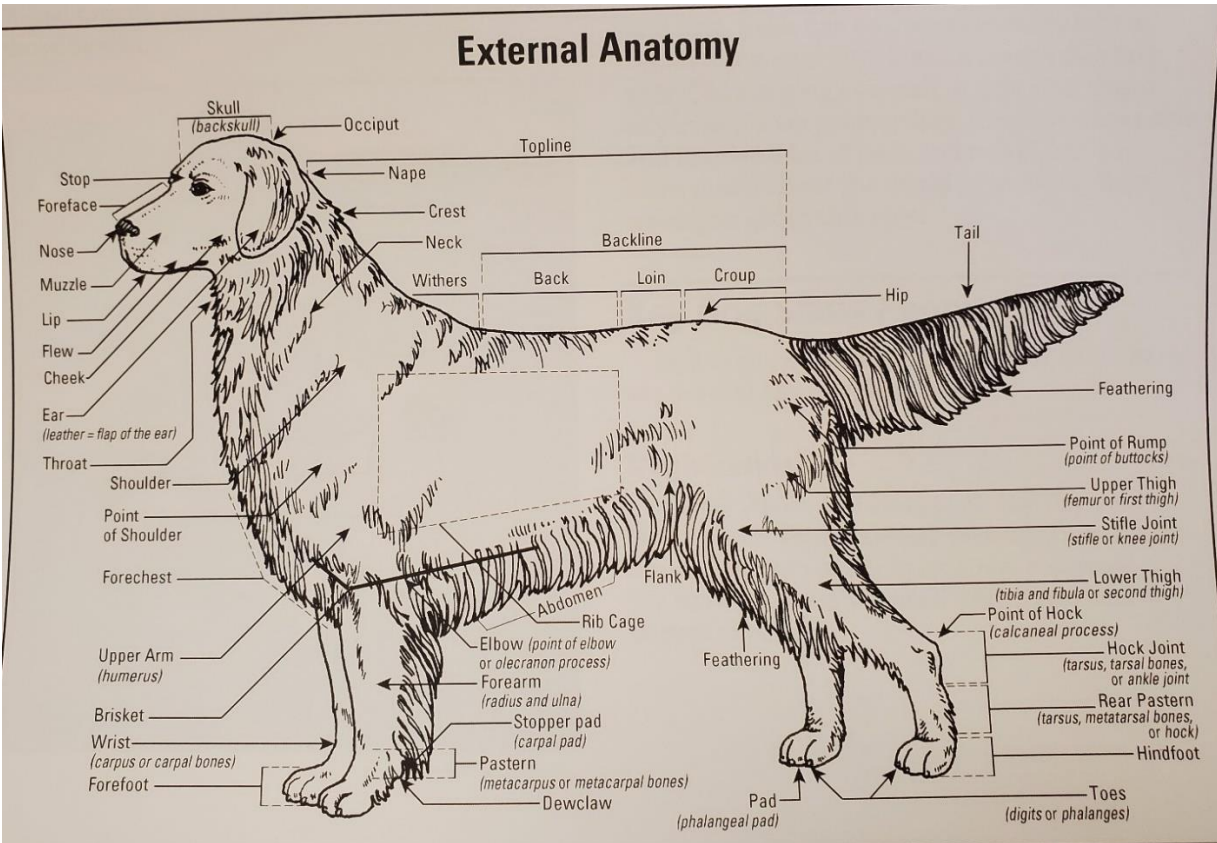 External Anatomy
Skull
(backskull)
Occiput
Topline
Stop
Nape
Foreface
Crest
Nose
Neck
Backline
Tail
Muzzle
Withers
Back
Loin
Croup
Hip
Lip
Flew
Cheek
Ear
(leather = flap of the ear)
Feathering
Throat
Point of Rump
(point of buttocks)
Shoulder
Upper Thigh
(femur or first thigh)
Point
of Shoulder
Stifle Joint
(stifle or knee joint)
Forechest
Flank
Lower Thigh
(tibia and fibula or second thigh)
Abdomen
Rib Cage
Point of Hock
(calcaneal process)
Elbow (point of elbow
or olecranon process)
Upper Arm
(humerus)
Feathering
Hock Joint
(tarsus, tarsal bones,
or ankle joint
Forearm
(radius and ulna)
Rear Pastern
(tarsus, metatarsal bones,
or hock)
Brisket
Stopper pad
(carpal pad)
Wrist
(carpus or carpal bones)
Pastern
(metacarpus or metacarpal bones)
Hindfoot
Forefoot
Dewclaw
Pad
(phalangeal pad)
Toes
(digits or phalanges)